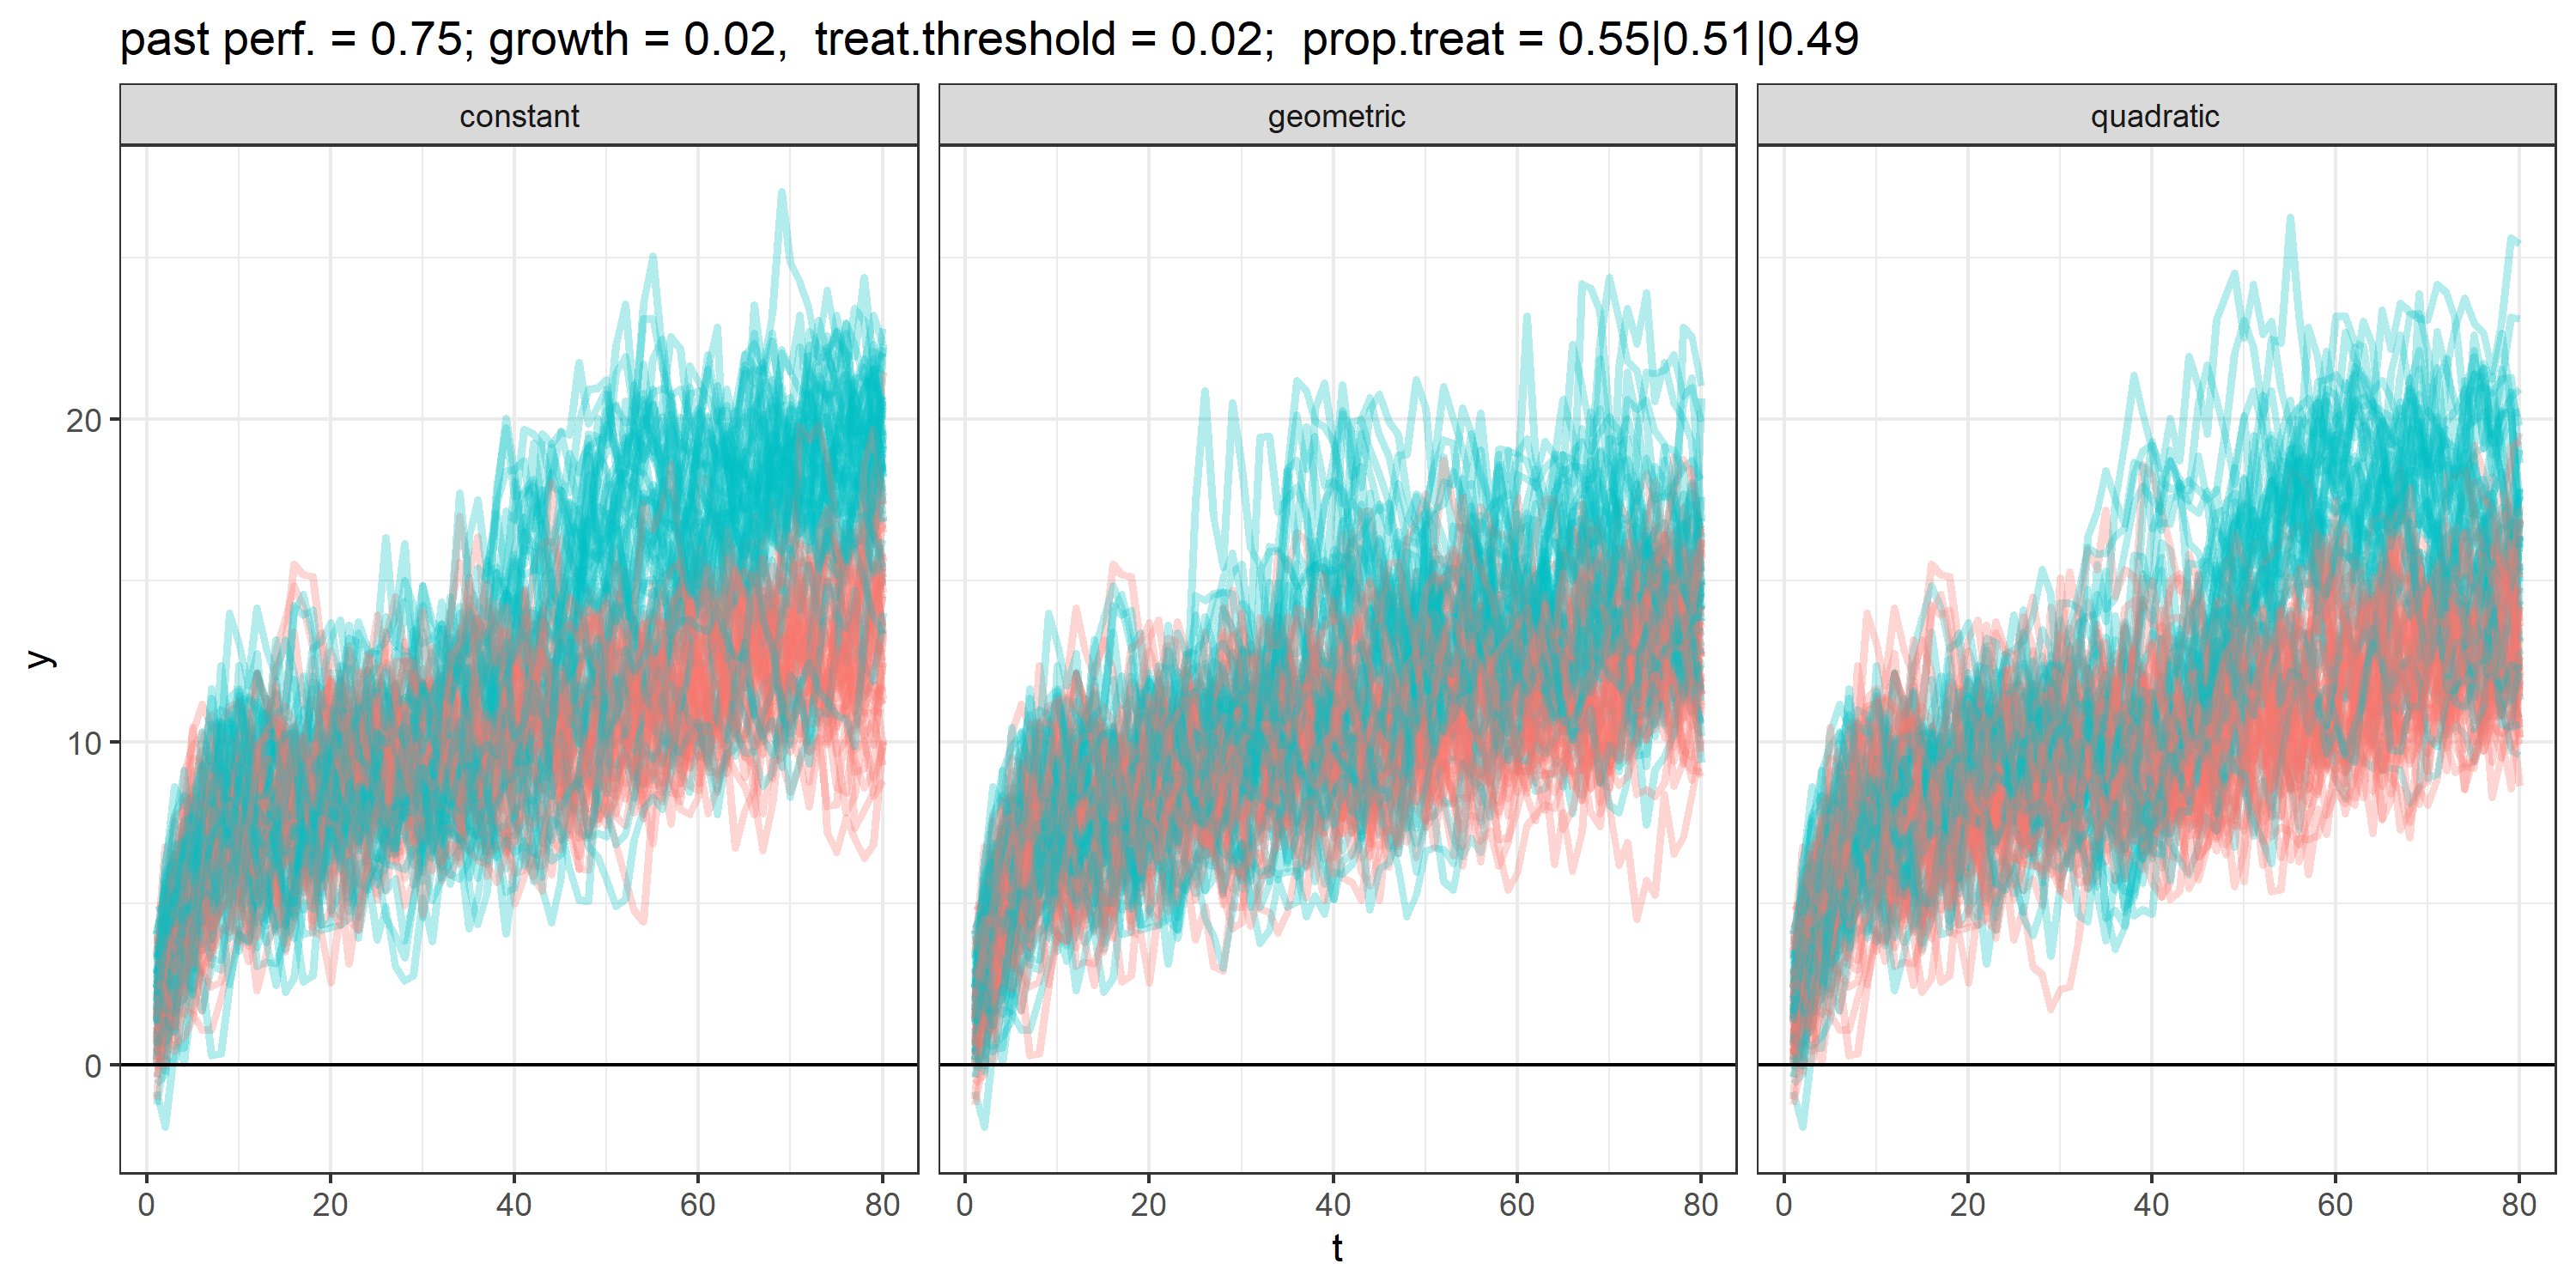 past perf. = 0.75; growth = 0.02,  treat.threshold = 0.02;  prop.treat = 0.55|0.51|0.49
constant geometric quadratic
20
10
0
y
0 20 40 60 80 0 20 40 60 80 0 20 40 60 80
t